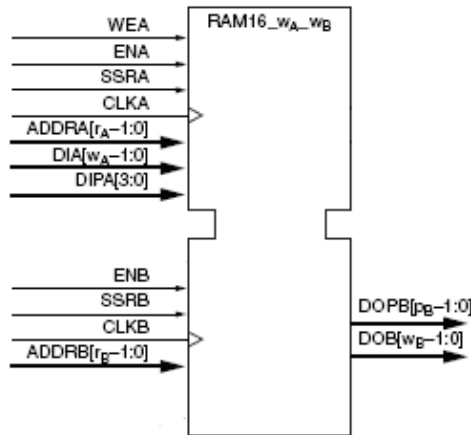 RAM16_wA_wB
WEA
ENA
SSRA
CLKA
ADDRA[rA–1:0]
DIA[wA–1:0]
DIPA[3:0]
ENB
SSRB
CLKB
ADDRB[rB–1:0]
DOPB[pB–1:0]
DOB[wB–1:0]